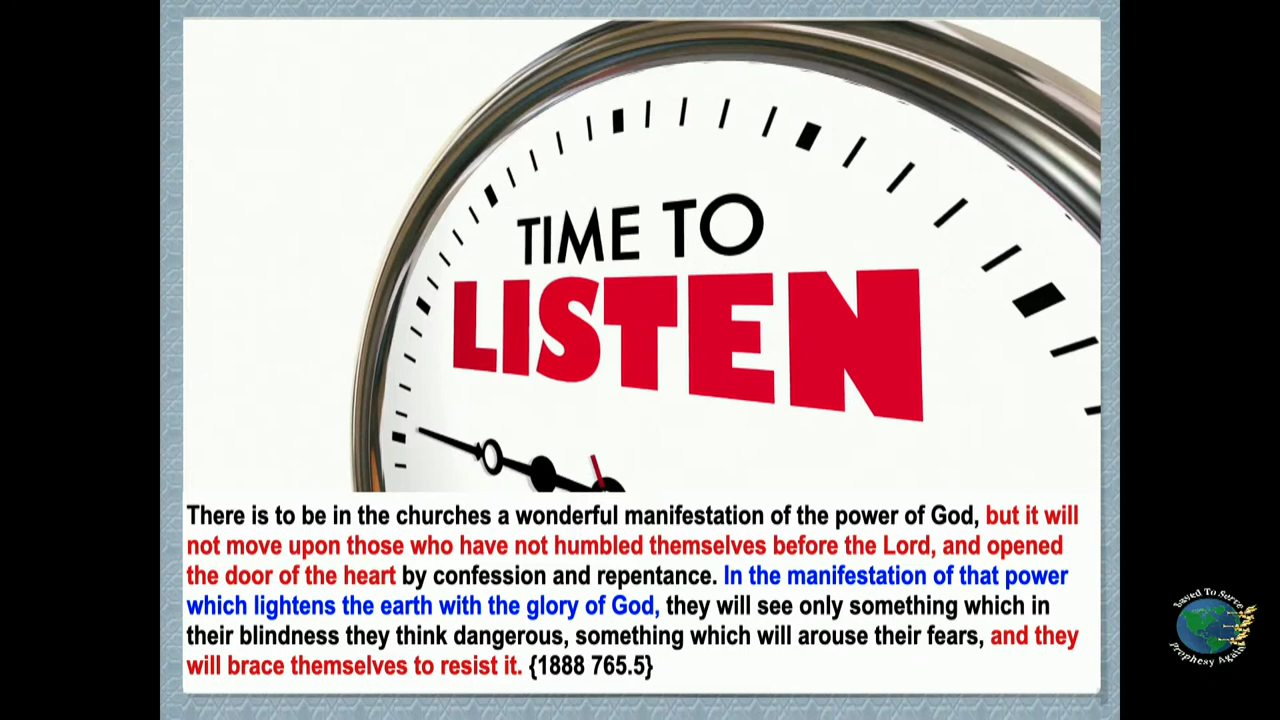 TIME TO
LISTEN
There is to be in the churches a wonderful manifestation of the power of God, but it will
not move upon those who have not humbled themselves before the Lord, and opened
the door of the heart by confession and repentance. In the manifestation of that power
which lightens the earth with the glory of God, they will see only something which in
their blindness they think dangerous, something which will arouse their fears, and they
will brace themselves to resist it. {1888 765.5}
To Serve
Prophesy Again